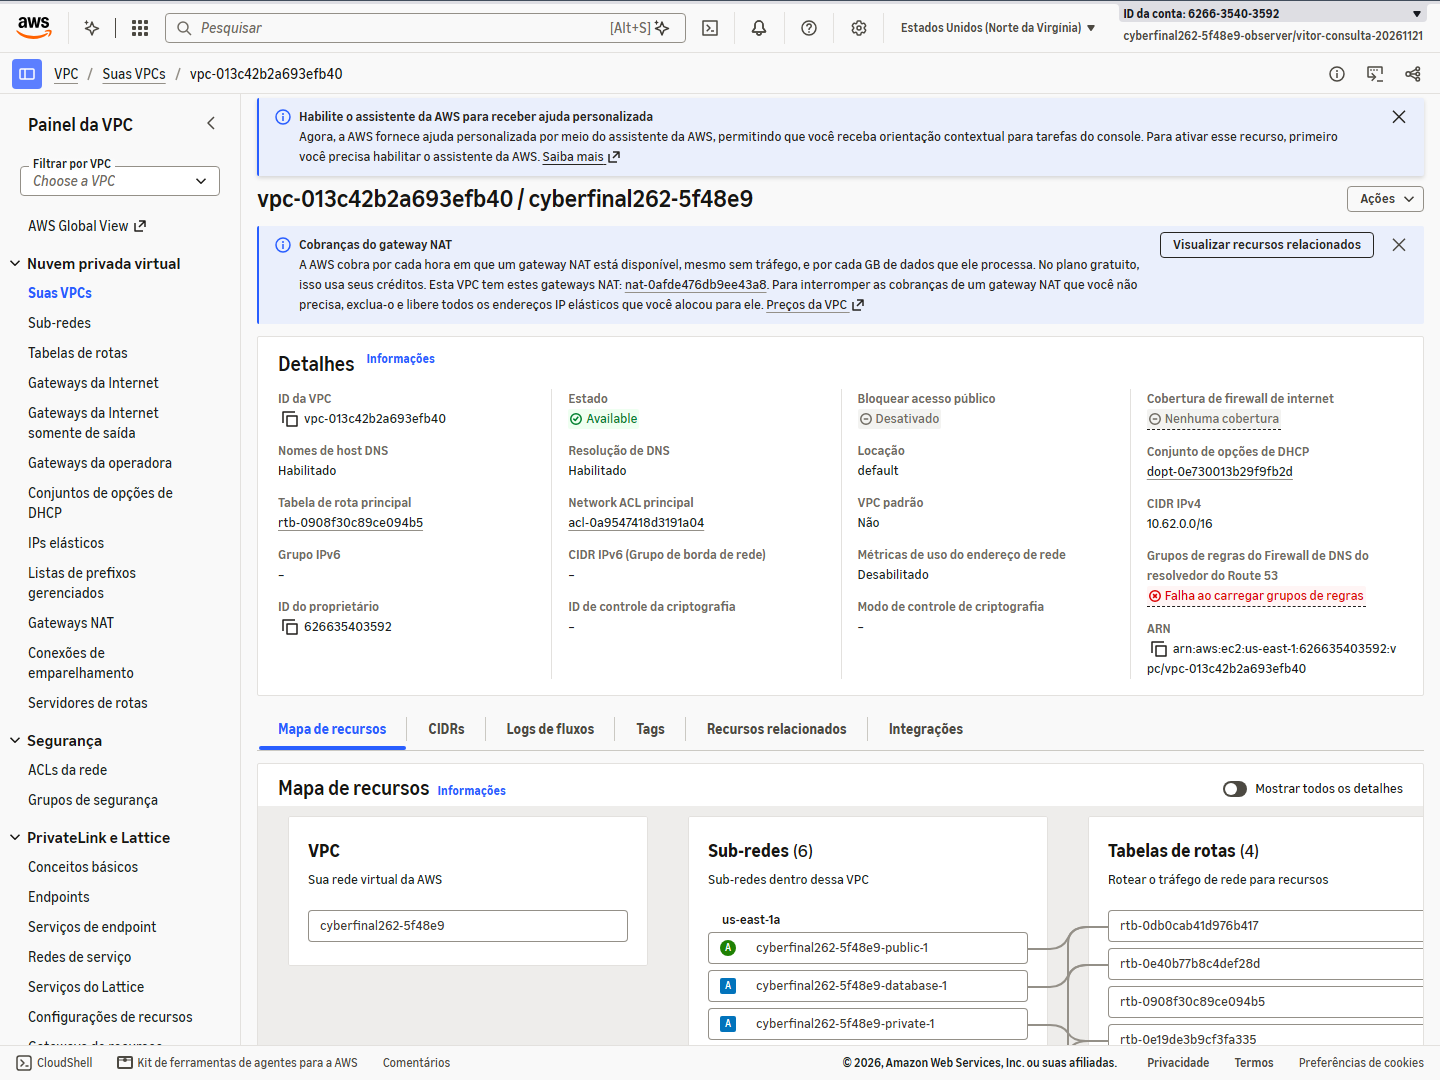 aws
Pesquisar
[Alt+S]
Estados Unidos (Norte da Virgínia)
ID da conta: 6266-3540-3592
cyberfinal262-5f48e9-observer/vitor-consulta-20261121
VPC / Suas VPCs / vpc-013c42b2a693efb40
Painel da VPC
Filtrar por VPC
Choose a VPC
AWS Global View
Nuvem privada virtual
Suas VPCs
Sub-redes
Tabelas de rotas
Gateways da Internet
Gateways da Internet
somente de saída
Gateways da operadora
Conjuntos de opções de
DHCP
IPs elásticos
Listas de prefixos
gerenciados
Gateways NAT
Conexões de
emparelhamento
Servidores de rotas
Segurança
ACLs da rede
Grupos de segurança
PrivateLink e Lattice
Conceitos básicos
Endpoints
Serviços de endpoint
Redes de serviço
Serviços do Lattice
Configurações de recursos
Gateways de recursos
Habilite o assistente da AWS para receber ajuda personalizada
Agora, a AWS fornece ajuda personalizada por meio do assistente da AWS, permitindo que você receba orientação contextual para tarefas do console. Para ativar esse recurso, primeiro
você precisa habilitar o assistente da AWS. Saiba mais
vpc-013c42b2a693efb40 / cyberfinal262-5f48e9
Ações
Cobranças do gateway NAT
A AWS cobra por cada hora em que um gateway NAT está disponível, mesmo sem tráfego, e por cada GB de dados que ele processa. No plano gratuito,
isso usa seus créditos. Esta VPC tem estes gateways NAT: nat-0afde476db9ee43a8. Para interromper as cobranças de um gateway NAT que você não
precisa, exclua-o e libere todos os endereços IP elásticos que você alocou para ele. Preços da VPC
Visualizar recursos relacionados
Detalhes
Informações
ID da VPC
vpc-013c42b2a693efb40
Nomes de host DNS
Habilitado
Tabela de rota principal
rtb-0908f30c89ce094b5
Grupo IPv6
–
ID do proprietário
626635403592
Estado
Available
Resolução de DNS
Habilitado
Network ACL principal
acl-0a9547418d3191a04
CIDR IPv6 (Grupo de borda de rede)
–
ID de controle da criptografia
–
Bloquear acesso público
Desativado
Locação
default
VPC padrão
Não
Métricas de uso do endereço de rede
Desabilitado
Modo de controle de criptografia
–
Cobertura de firewall de internet
Nenhuma cobertura
Conjunto de opções de DHCP
dopt-0e730013b29f9fb2d
CIDR IPv4
10.62.0.0/16
Grupos de regras do Firewall de DNS do
resolvedor do Route 53
Falha ao carregar grupos de regras
ARN
arn:aws:ec2:us-east-1:626635403592:v
pc/vpc-013c42b2a693efb40
Mapa de recursos
CIDRs
Logs de fluxos
Tags
Recursos relacionados
Integrações
Mapa de recursos
Informações
Mostrar todos os detalhes
VPC
Sua rede virtual da AWS
cyberfinal262-5f48e9
Sub-redes (6)
Sub-redes dentro dessa VPC
us-east-1a
A cyberfinal262-5f48e9-public-1
A cyberfinal262-5f48e9-database-1
A cyberfinal262-5f48e9-private-1
Tabelas de rotas (4)
Rotear o tráfego de rede para recursos
rtb-0db0cab41d976b417
rtb-0e40b77b8c4def28d
rtb-0908f30c89ce094b5
rtb-0e19de3b9cf3fa335
CloudShell
Kit de ferramentas de agentes para a AWS
Comentários
© 2026, Amazon Web Services, Inc. ou suas afiliadas.
Privacidade
Termos
Preferências de cookies